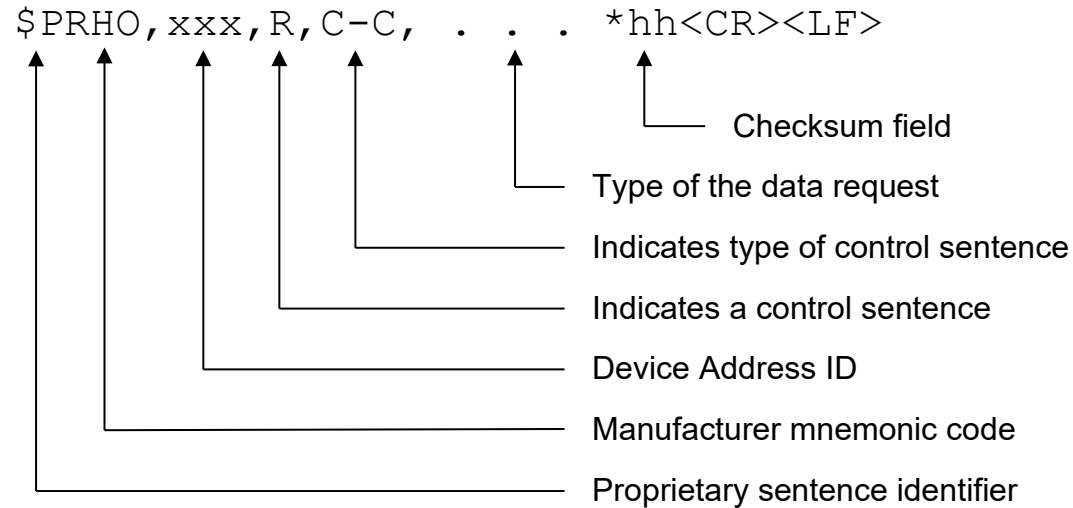 $PRHO,xxx,R,C-C, . . . *hh<CR><LF>
Checksum field
Type of the data request
Indicates type of control sentence
Indicates a control sentence
Device Address ID
Manufacturer mnemonic code
Proprietary sentence identifier